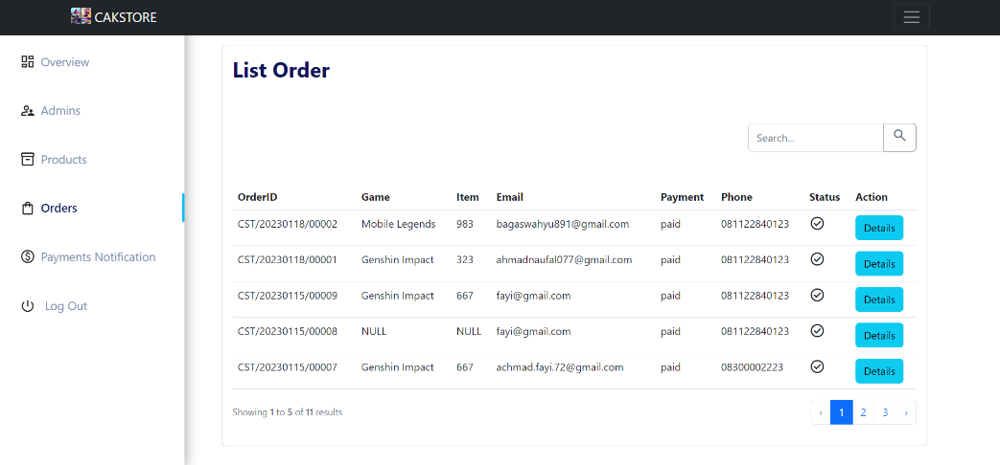 CAKSTORE
Overview
Admins
Products
Orders
Payments Notification
Log Out
List Order
Search...
OrderID Game Item Email Payment Phone Status Action
CST/20230118/00002 Mobile Legends 983 bagaswahyu891@gmail.com paid 081122840123 Details
CST/20230118/00001 Genshin Impact 323 ahmadnaufal077@gmail.com paid 081122840123 Details
CST/20230115/00009 Genshin Impact 667 fayi@gmail.com paid 081122840123 Details
CST/20230115/00008 NULL NULL fayi@gmail.com paid 081122840123 Details
CST/20230115/00007 Genshin Impact 667 achmad.fayi.72@gmail.com paid 08300002223 Details
Showing 1 to 5 of 11 results
‹ 1 2 3 ›